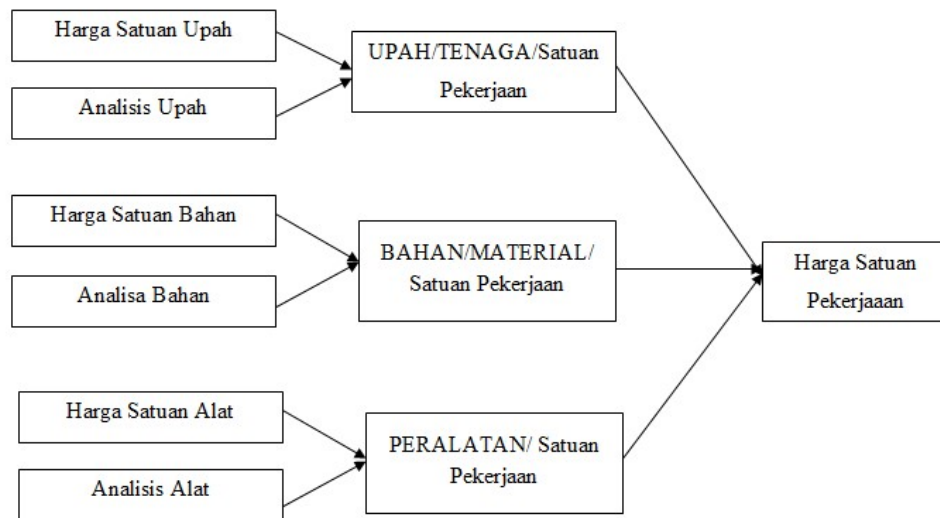 Harga Satuan Upah
Analisis Upah
UPAH/TENAGA/Satuan
Pekerjaan
Harga Satuan Bahan
Analisa Bahan
BAHAN/MATERIAL/
Satuan Pekerjaan
Harga Satuan Alat
Analisis Alat
PERALATAN/ Satuan
Pekerjaan
Harga Satuan
Pekerjaaan